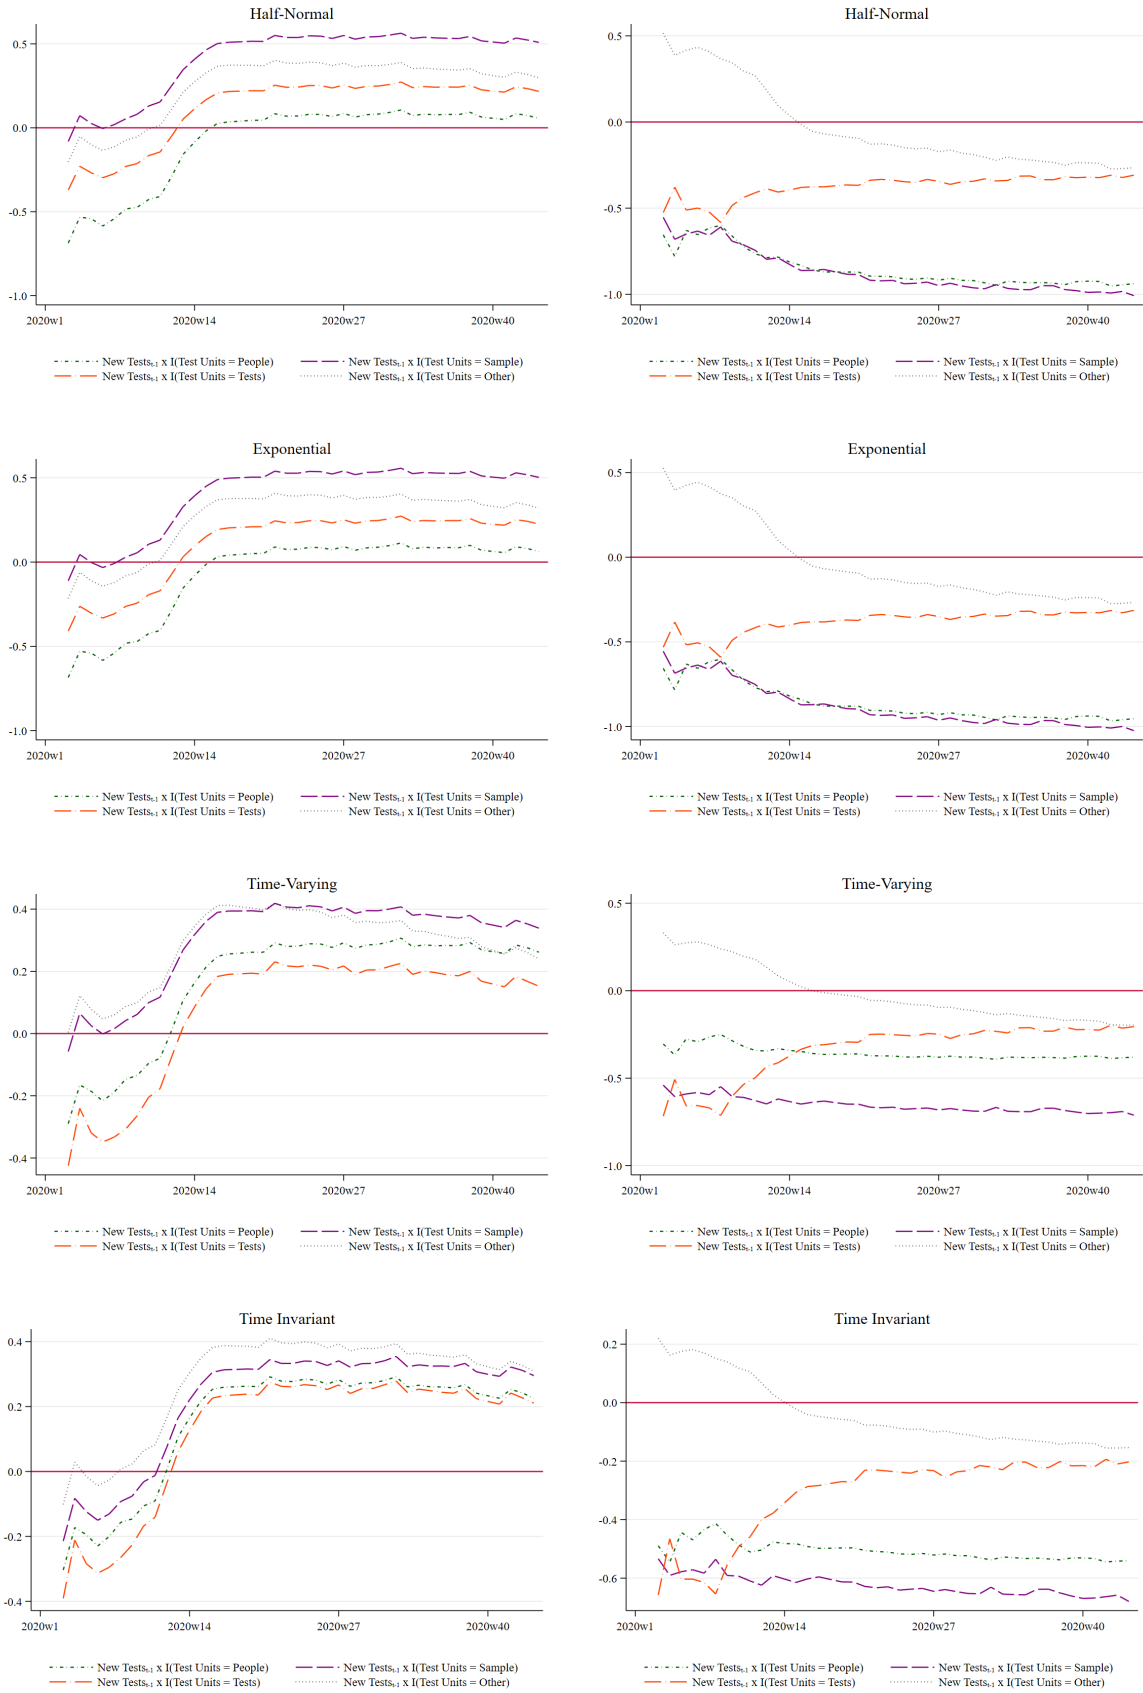 Half-Normal
0.5
0.0
-0.5
-1.0
2020w1 2020w14 2020w27 2020w40
New Testsₜ₋₁ x I(Test Units = People) New Testsₜ₋₁ x I(Test Units = Sample)
New Testsₜ₋₁ x I(Test Units = Tests) New Testsₜ₋₁ x I(Test Units = Other)
Half-Normal
0.5
0.0
-0.5
-1.0
2020w1 2020w14 2020w27 2020w40
New Testsₜ₋₁ x I(Test Units = People) New Testsₜ₋₁ x I(Test Units = Sample)
New Testsₜ₋₁ x I(Test Units = Tests) New Testsₜ₋₁ x I(Test Units = Other)
Exponential
0.5
0.0
-0.5
-1.0
2020w1 2020w14 2020w27 2020w40
New Testsₜ₋₁ x I(Test Units = People) New Testsₜ₋₁ x I(Test Units = Sample)
New Testsₜ₋₁ x I(Test Units = Tests) New Testsₜ₋₁ x I(Test Units = Other)
Exponential
0.5
0.0
-0.5
-1.0
2020w1 2020w14 2020w27 2020w40
New Testsₜ₋₁ x I(Test Units = People) New Testsₜ₋₁ x I(Test Units = Sample)
New Testsₜ₋₁ x I(Test Units = Tests) New Testsₜ₋₁ x I(Test Units = Other)
Time-Varying
0.4
0.2
0.0
-0.2
-0.4
2020w1 2020w14 2020w27 2020w40
New Testsₜ₋₁ x I(Test Units = People) New Testsₜ₋₁ x I(Test Units = Sample)
New Testsₜ₋₁ x I(Test Units = Tests) New Testsₜ₋₁ x I(Test Units = Other)
Time-Varying
0.5
0.0
-0.5
-1.0
2020w1 2020w14 2020w27 2020w40
New Testsₜ₋₁ x I(Test Units = People) New Testsₜ₋₁ x I(Test Units = Sample)
New Testsₜ₋₁ x I(Test Units = Tests) New Testsₜ₋₁ x I(Test Units = Other)
Time Invariant
0.4
0.2
0.0
-0.2
-0.4
2020w1 2020w14 2020w27 2020w40
New Testsₜ₋₁ x I(Test Units = People) New Testsₜ₋₁ x I(Test Units = Sample)
New Testsₜ₋₁ x I(Test Units = Tests) New Testsₜ₋₁ x I(Test Units = Other)
Time Invariant
0.2
0.0
-0.2
-0.4
-0.6
2020w1 2020w14 2020w27 2020w40
New Testsₜ₋₁ x I(Test Units = People) New Testsₜ₋₁ x I(Test Units = Sample)
New Testsₜ₋₁ x I(Test Units = Tests) New Testsₜ₋₁ x I(Test Units = Other)